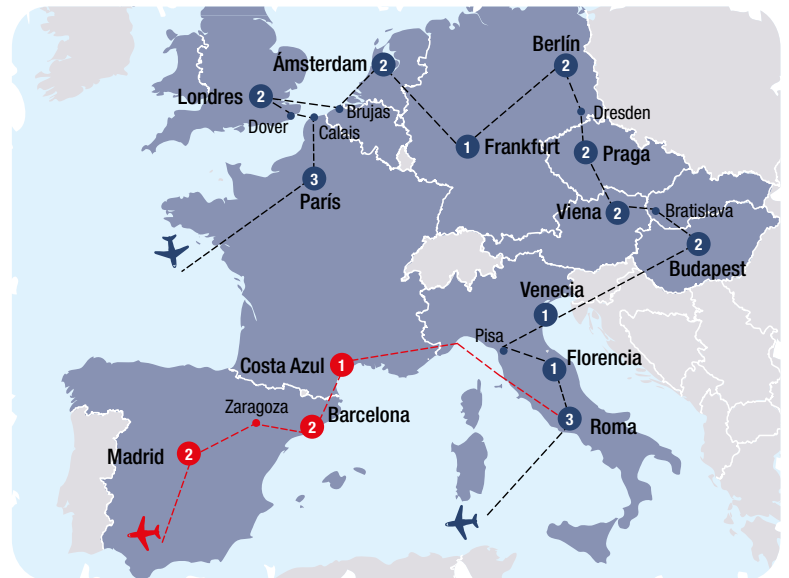 Berlín
2
Ámsterdam
2
Londres
2
Brujas
Dover
Calais
Dresden
1
Frankfurt
2
Praga
3
París
Viena
2
Bratislava
2
Budapest
Venecia
1
Pisa
Costa Azul
1
1
Florencia
Zaragoza
2
Barcelona
3
Roma
Madrid
2